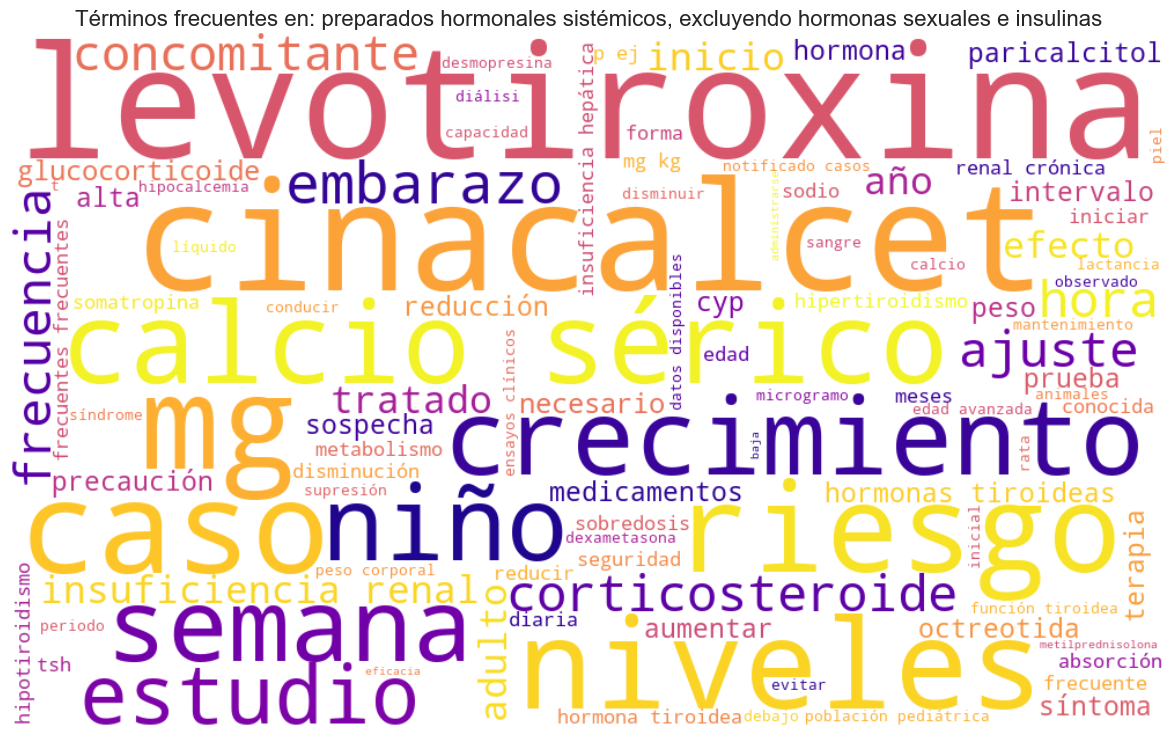 Términos frecuentes en: preparados hormonales sistémicos, excluyendo hormonas sexuales e insulinas
levotiroxina
concomitante
desmopresina
diálisi
capacidad
insuficiencia hepática
p ej
inicio
hormona
paricalcitol
forma
mg kg
notificado casos
renal crónica
piel
glucocorticoide
t
alta
hipocalcemia
embarazo
disminuir
sodio
año
intervalo
iniciar
cinacalcet
líquido
administrarse
sangre
calcio
efecto
lactancia
frecuencia
frecuentes frecuentes
somatropina
conducir
reducción
datos disponibles
cyp
hipertiroidismo
peso
observado
hora
mantenimiento
calcio sérico
edad
ajuste
síndrome
mg
tratado
sospecha
metabolismo
ensayos clínicos
necesario
microgramo
meses
prueba
animales
edad avanzada
conocida
crecimiento
baja
rata
precaución
disminución
supresión
medicamentos
hormonas tiroideas
caso
niño
sobredosis
dexametasona
seguridad
riesgo
inicial
terapia
peso corporal
reducir
hipotiroidismo
insuficiencia renal
corticosteroide
función tiroidea
semana
adulto
diaria
aumentar
octreotida
metilprednisolona
periodo
tsh
eficacia
absorción
estudio
niveles
evitar
frecuente
síntoma
hormona tiroidea
debajo
población pediátrica